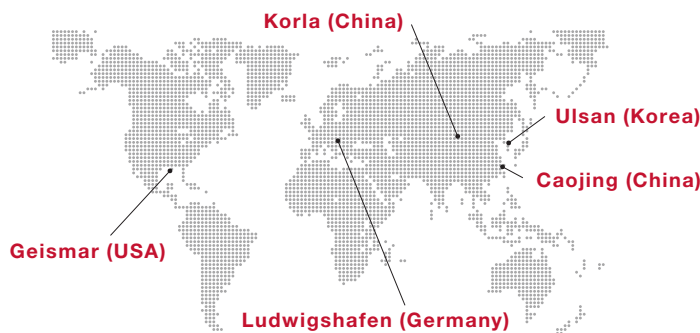 Korla (China)
Ulsan (Korea)
Caojing (China)
Geismar (USA)
Ludwigshafen (Germany)